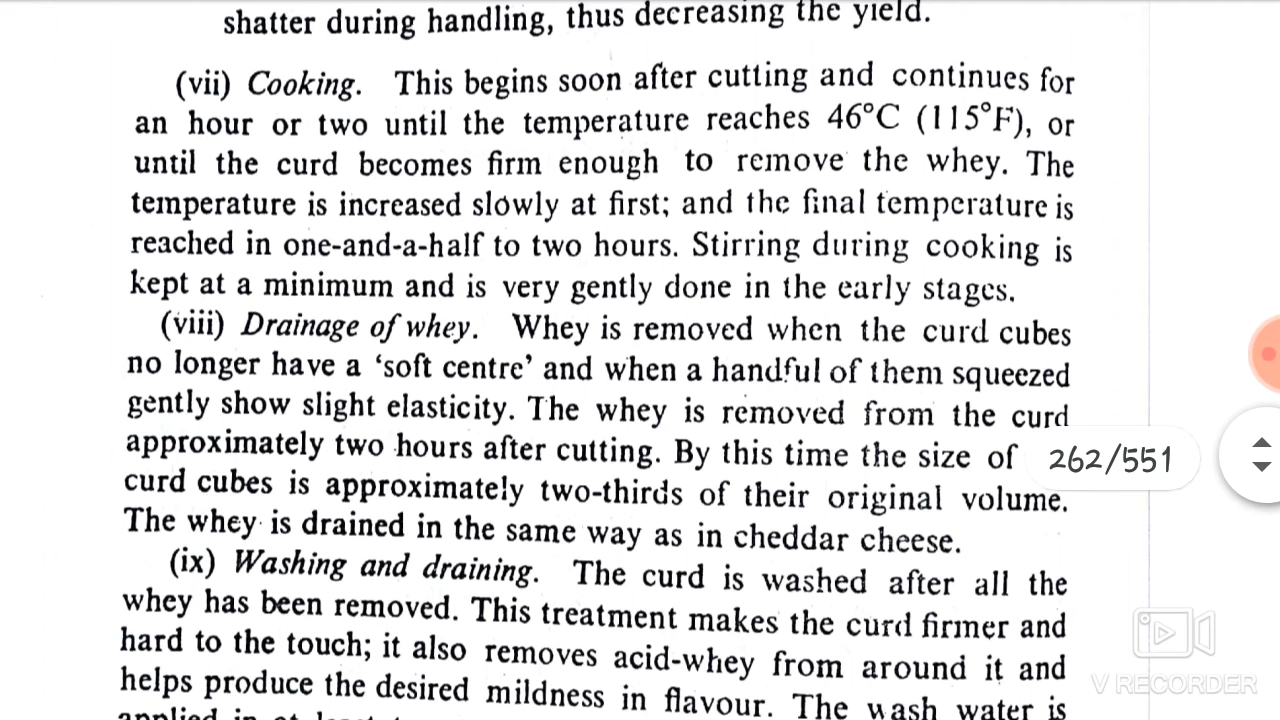 shatter during handling, thus decreasing the yield.
(vii) Cooking. This begins soon after cutting and continues for
an hour or two until the temperature reaches 46°C (115°F), or
until the curd becomes firm enough to remove the whey. The
temperature is increased slowly at first; and the final temperature is
reached in one-and-a-half to two hours. Stirring during cooking is
kept at a minimum and is very gently done in the early stages.
(viii) Drainage of whey. Whey is removed when the curd cubes
no longer have a ‘soft centre’ and when a handful of them squeezed
gently show slight elasticity. The whey is removed from the curd
approximately two hours after cutting. By this time the size of
curd cubes is approximately two-thirds of their original volume.
The whey is drained in the same way as in cheddar cheese.
(ix) Washing and draining. The curd is washed after all the
whey has been removed. This treatment makes the curd firmer and
hard to the touch; it also removes acid-whey from around it and
helps produce the desired mildness in flavour. The wash water is
applied in at least
262/551
V RECORDER